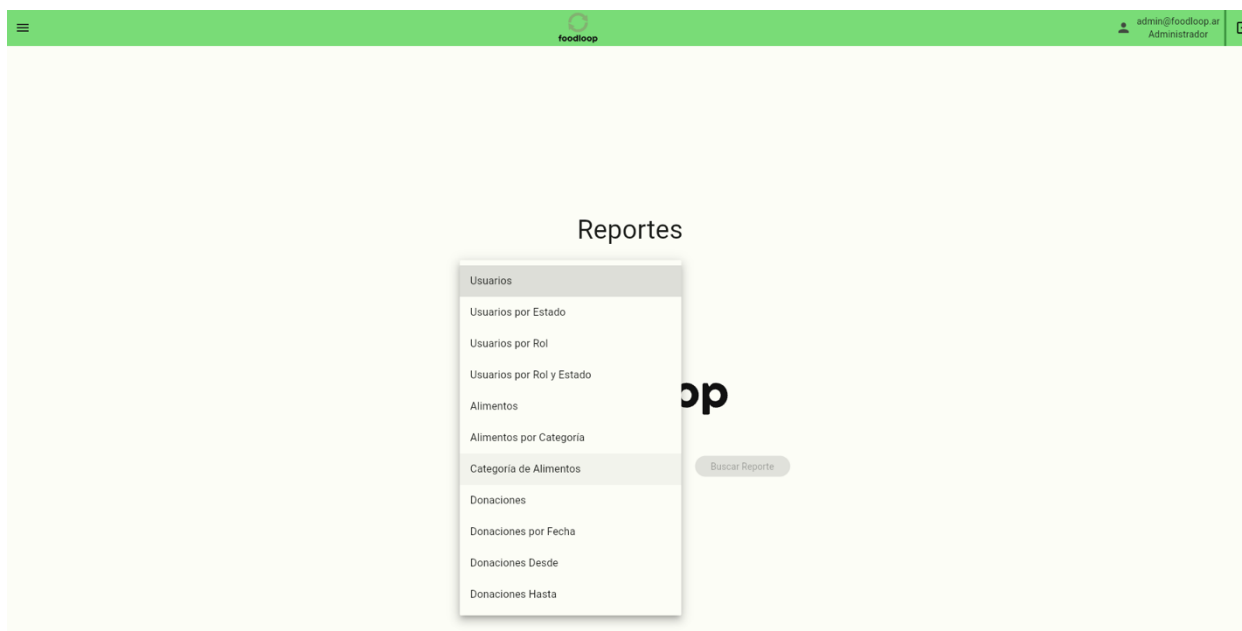 foodloop
admin@foodloop.ar
Administrador
Reportes
Usuarios
Usuarios por Estado
Usuarios por Rol
Usuarios por Rol y Estado
Alimentos
Alimentos por Categoría
Categoría de Alimentos
Donaciones
Donaciones por Fecha
Donaciones Desde
Donaciones Hasta
Buscar Reporte